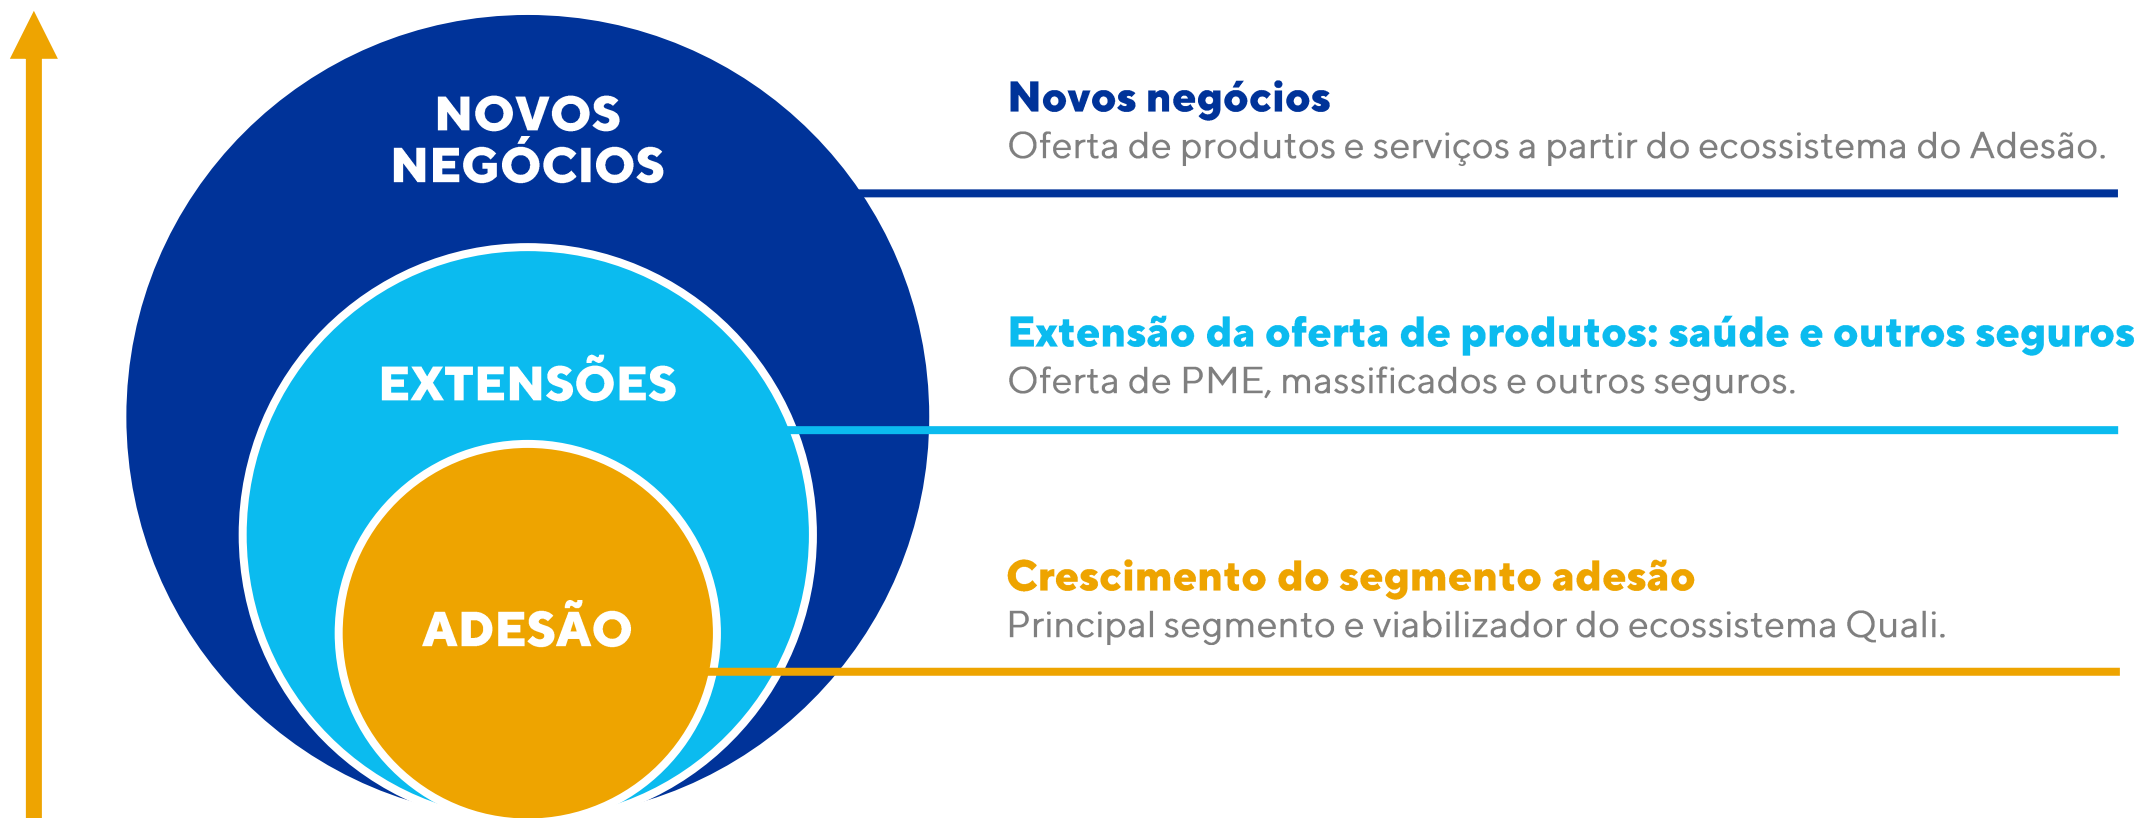 NOVOS
NEGÓCIOS
Novos negócios
Oferta de produtos e serviços a partir do ecossistema do Adesão.
EXTENSÕES
Extensão da oferta de produtos: saúde e outros seguros
Oferta de PME, massificados e outros seguros.
ADESÃO
Crescimento do segmento adesão
Principal segmento e viabilizador do ecossistema Quali.